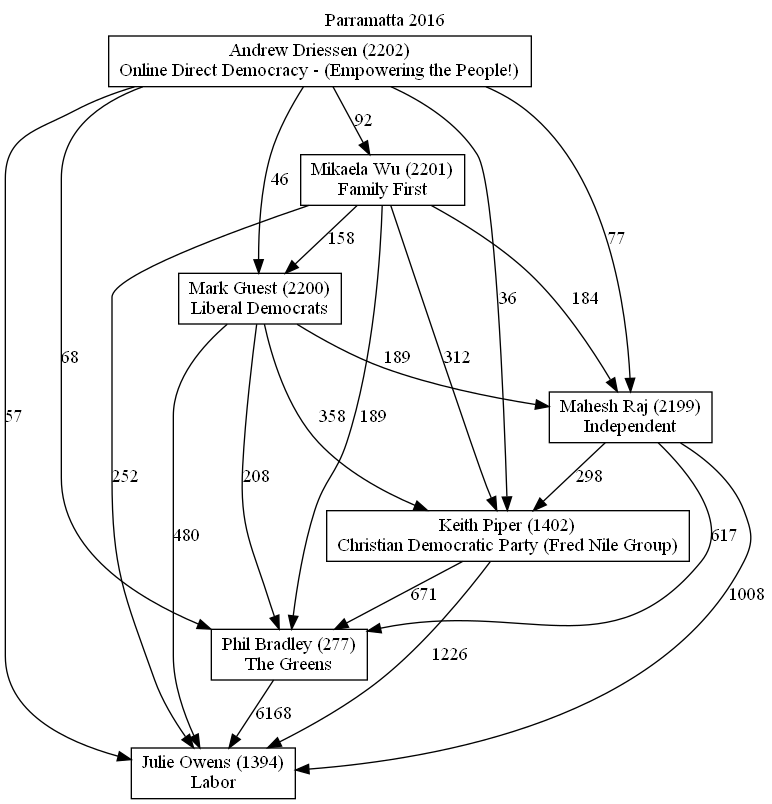 Parramatta 2016
Andrew Driessen (2202)
Online Direct Democracy - (Empowering the People!)
92
Mikaela Wu (2201)
Family First
46
77
158
Mark Guest (2200)
Liberal Democrats
36
184
68
189
312
Mahesh Raj (2199)
Independent
57
358
189
252
208
298
Keith Piper (1402)
Christian Democratic Party (Fred Nile Group)
480
617
671
1008
Phil Bradley (277)
The Greens
1226
6168
Julie Owens (1394)
Labor